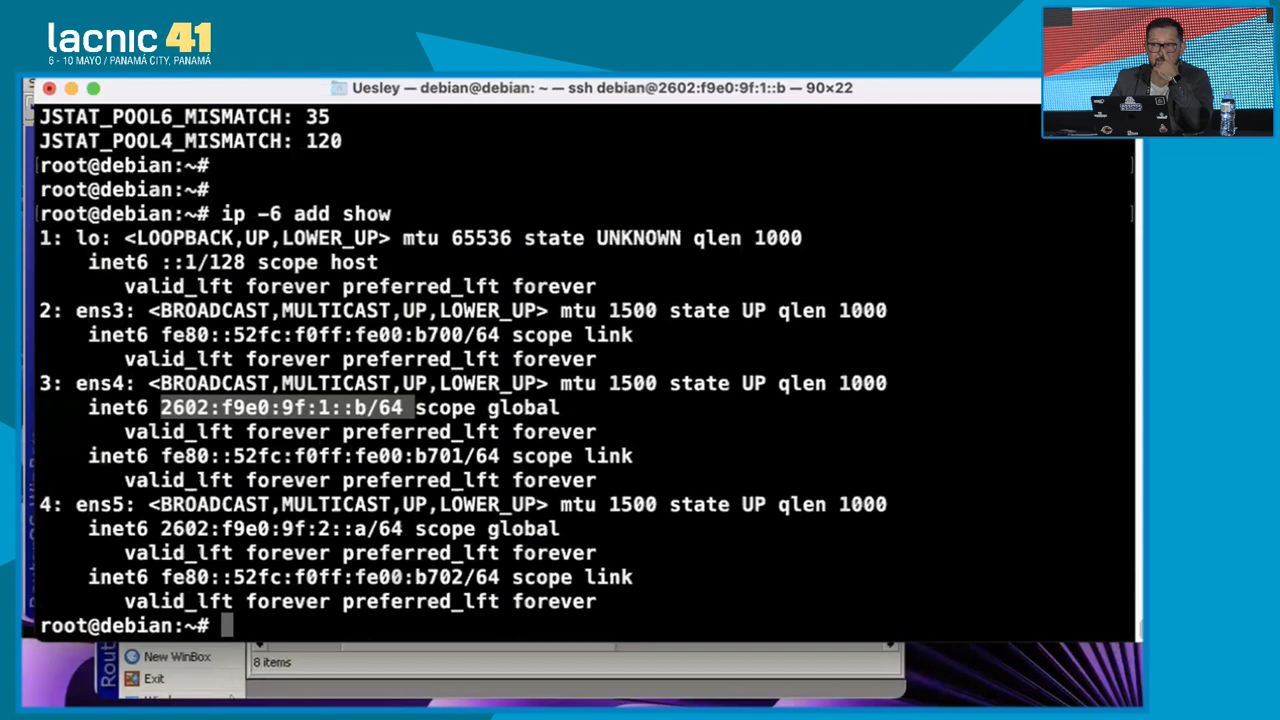 lacnic 41
6 - 10 MAYO / PANAMÁ CITY, PANAMÁ
Uesley — debian@debian: ~ — ssh debian@2602:f9e0:9f:1::b — 90×22
JSTAT_POOL6_MISMATCH: 35
JSTAT_POOL4_MISMATCH: 120
root@debian:~#
root@debian:~#
root@debian:~# ip -6 add show
1: lo: <LOOPBACK,UP,LOWER_UP> mtu 65536 state UNKNOWN qlen 1000
inet6 ::1/128 scope host
valid_lft forever preferred_lft forever
2: ens3: <BROADCAST,MULTICAST,UP,LOWER_UP> mtu 1500 state UP qlen 1000
inet6 fe80::52fc:f0ff:fe00:b700/64 scope link
valid_lft forever preferred_lft forever
3: ens4: <BROADCAST,MULTICAST,UP,LOWER_UP> mtu 1500 state UP qlen 1000
inet6 2602:f9e0:9f:1::b/64 scope global
valid_lft forever preferred_lft forever
inet6 fe80::52fc:f0ff:fe00:b701/64 scope link
valid_lft forever preferred_lft forever
4: ens5: <BROADCAST,MULTICAST,UP,LOWER_UP> mtu 1500 state UP qlen 1000
inet6 2602:f9e0:9f:2::a/64 scope global
valid_lft forever preferred_lft forever
inet6 fe80::52fc:f0ff:fe00:b702/64 scope link
valid_lft forever preferred_lft forever
root@debian:~#
New WinBox
8 items
Exit